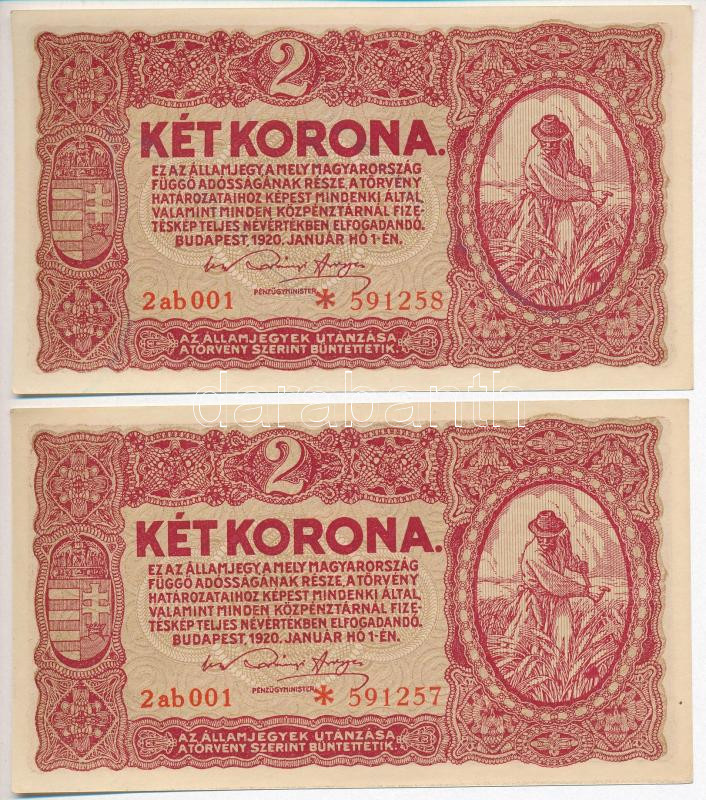 2
KÉT KORONA.
EZ AZ ÁLLAMJEGY, A MELY MAGYARORSZÁG
FÜGGŐ ADÓSSÁGÁNAK RÉSZE, A TÖRVÉNY
HATÁROZATAIHOZ KÉPEST MINDENKI ÁLTAL,
VALAMINT MINDEN KÖZPÉNZTÁRNÁL FIZE-
TÉSKÉP TELJES NÉVÉRTÉKBEN ELFOGADANDÓ.
BUDAPEST, 1920. JANUÁR HÓ 1-ÉN.
PÉNZÜGYMINISTER
2ab001 * 591258
AZ ÁLLAMJEGYEK UTÁNZÁSA
A TÖRVÉNY SZERINT BÜNTETTETIK.
darabanth
2
KÉT KORONA.
EZ AZ ÁLLAMJEGY, A MELY MAGYARORSZÁG
FÜGGŐ ADÓSSÁGÁNAK RÉSZE, A TÖRVÉNY
HATÁROZATAIHOZ KÉPEST MINDENKI ÁLTAL,
VALAMINT MINDEN KÖZPÉNZTÁRNÁL FIZE-
TÉSKÉP TELJES NÉVÉRTÉKBEN ELFOGADANDÓ.
BUDAPEST, 1920. JANUÁR HÓ 1-ÉN.
PÉNZÜGYMINISTER
2ab001 * 591257
AZ ÁLLAMJEGYEK UTÁNZÁSA
A TÖRVÉNY SZERINT BÜNTETTETIK.